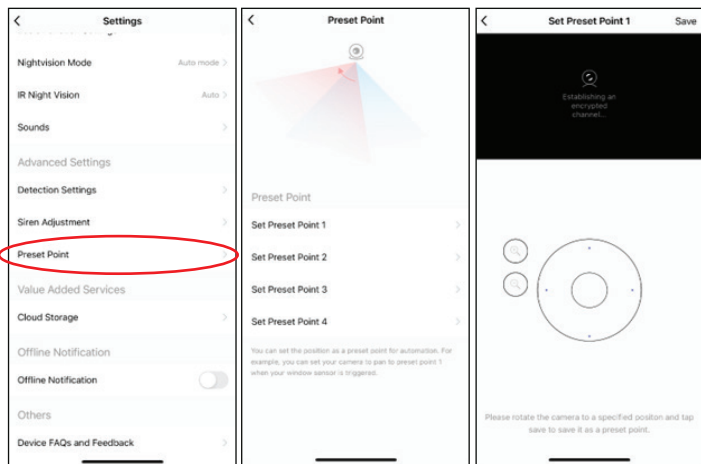 Settings
Nightvision Mode
Auto mode
IR Night Vision
Auto
Sounds
Advanced Settings
Detection Settings
Siren Adjustment
Preset Point
Value Added Services
Cloud Storage
Offline Notification
Offline Notification
Others
Device FAQs and Feedback
Preset Point
Preset Point
Set Preset Point 1
Set Preset Point 2
Set Preset Point 3
Set Preset Point 4
You can set the position as a preset point for automation. For
example, you can set your camera to pan to preset point 1
when your window sensor is triggered.
Set Preset Point 1
Save
Establishing an
encrypted
channel...
Please rotate the camera to a specified positon and tap
save to save it as a preset point.